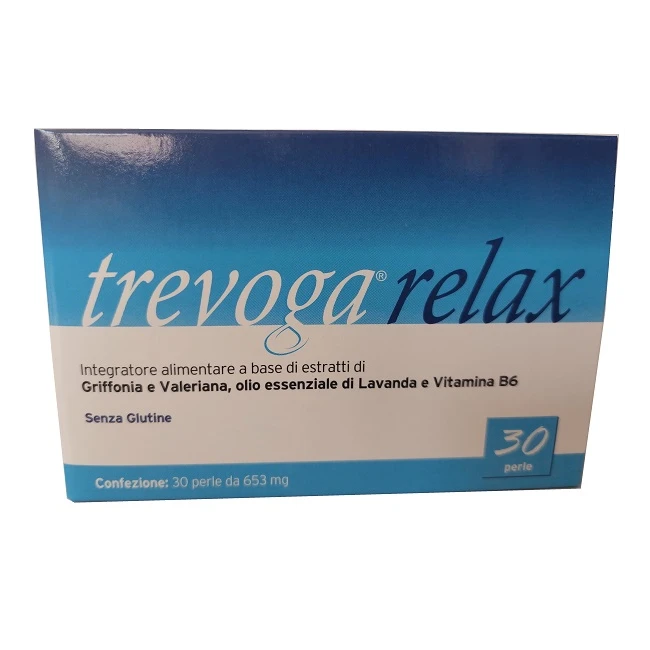 trevoga® relax
Integratore alimentare a base di estratti di
Griffonia e Valeriana, olio essenziale di Lavanda e Vitamina B6
Senza Glutine
30
perle
Confezione: 30 perle da 653 mg